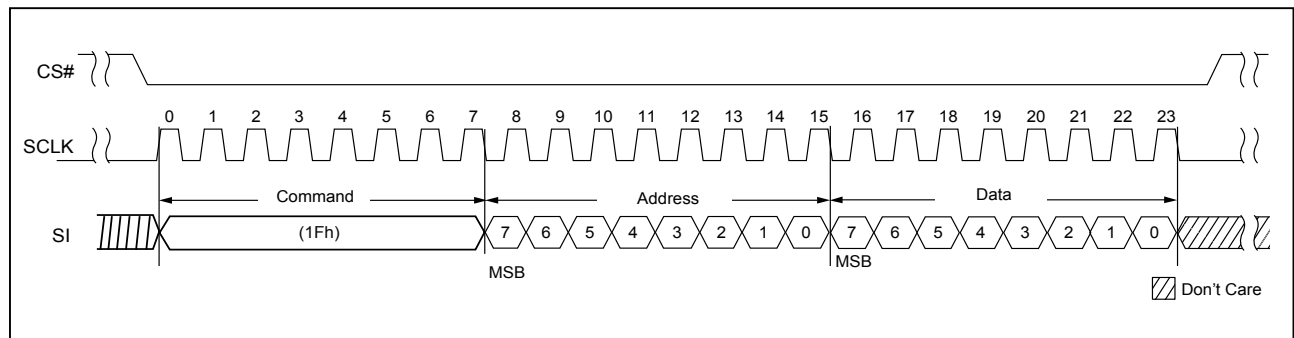 CS#
0 1 2 3 4 5 6 7 8 9 10 11 12 13 14 15 16 17 18 19 20 21 22 23
SCLK
Command Address Data
SI (1Fh) 7 6 5 4 3 2 1 0 7 6 5 4 3 2 1 0
MSB MSB
Don't Care